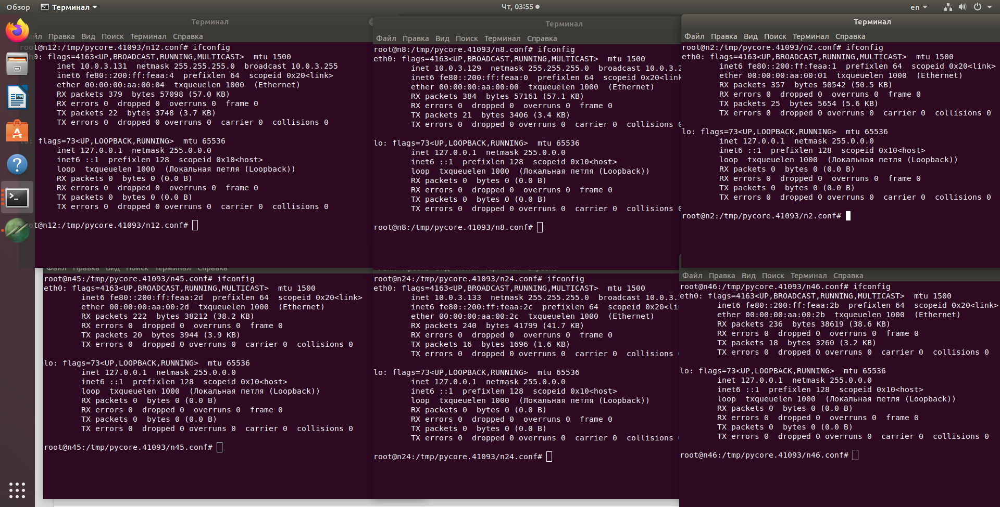 Обзор
Терминал
Чт, 03:55
en
Терминал
Правка Вид Поиск Терминал Справка
root@n12:/tmp/pycore.41093/n12.conf# ifconfig
eth0: flags=4163<UP,BROADCAST,RUNNING,MULTICAST> mtu 1500
inet 10.0.3.131 netmask 255.255.255.0 broadcast 10.0.3.255
inet6 fe80::200:ff:feaa:4 prefixlen 64 scopeid 0x20<link>
ether 00:00:00:aa:00:04 txqueuelen 1000 (Ethernet)
RX packets 379 bytes 57098 (57.0 KB)
RX errors 0 dropped 0 overruns 0 frame 0
TX packets 22 bytes 3748 (3.7 KB)
TX errors 0 dropped 0 overruns 0 carrier 0 collisions 0
lo: flags=73<UP,LOOPBACK,RUNNING> mtu 65536
inet 127.0.0.1 netmask 255.0.0.0
inet6 ::1 prefixlen 128 scopeid 0x10<host>
loop txqueuelen 1000 (Локальная петля (Loopback))
RX packets 0 bytes 0 (0.0 B)
RX errors 0 dropped 0 overruns 0 frame 0
TX packets 0 bytes 0 (0.0 B)
TX errors 0 dropped 0 overruns 0 carrier 0 collisions 0
root@n12:/tmp/pycore.41093/n12.conf#
Терминал
Файл Правка Вид Поиск Терминал Справка
root@n8:/tmp/pycore.41093/n8.conf# ifconfig
eth0: flags=4163<UP,BROADCAST,RUNNING,MULTICAST> mtu 1500
inet 10.0.3.129 netmask 255.255.255.0 broadcast 10.0.3.2
inet6 fe80::200:ff:feaa:0 prefixlen 64 scopeid 0x20<link
ether 00:00:00:aa:00:00 txqueuelen 1000 (Ethernet)
RX packets 384 bytes 57161 (57.1 KB)
RX errors 0 dropped 0 overruns 0 frame 0
TX packets 21 bytes 3406 (3.4 KB)
TX errors 0 dropped 0 overruns 0 carrier 0 collisions 0
lo: flags=73<UP,LOOPBACK,RUNNING> mtu 65536
inet 127.0.0.1 netmask 255.0.0.0
inet6 ::1 prefixlen 128 scopeid 0x10<host>
loop txqueuelen 1000 (Локальная петля (Loopback))
RX packets 0 bytes 0 (0.0 B)
RX errors 0 dropped 0 overruns 0 frame 0
TX packets 0 bytes 0 (0.0 B)
TX errors 0 dropped 0 overruns 0 carrier 0 collisions 0
root@n8:/tmp/pycore.41093/n8.conf#
Терминал
Файл Правка Вид Поиск Терминал Справка
root@n2:/tmp/pycore.41093/n2.conf# ifconfig
eth0: flags=4163<UP,BROADCAST,RUNNING,MULTICAST> mtu 1500
inet6 fe80::200:ff:feaa:1 prefixlen 64 scopeid 0x20<link>
ether 00:00:00:aa:00:01 txqueuelen 1000 (Ethernet)
RX packets 357 bytes 50542 (50.5 KB)
RX errors 0 dropped 0 overruns 0 frame 0
TX packets 25 bytes 5654 (5.6 KB)
TX errors 0 dropped 0 overruns 0 carrier 0 collisions 0
lo: flags=73<UP,LOOPBACK,RUNNING> mtu 65536
inet 127.0.0.1 netmask 255.0.0.0
inet6 ::1 prefixlen 128 scopeid 0x10<host>
loop txqueuelen 1000 (Локальная петля (Loopback))
RX packets 0 bytes 0 (0.0 B)
RX errors 0 dropped 0 overruns 0 frame 0
TX packets 0 bytes 0 (0.0 B)
TX errors 0 dropped 0 overruns 0 carrier 0 collisions 0
root@n2:/tmp/pycore.41093/n2.conf#
Файл Правка Вид Поиск Терминал Справка
root@n45:/tmp/pycore.41093/n45.conf# ifconfig
eth0: flags=4163<UP,BROADCAST,RUNNING,MULTICAST> mtu 1500
inet6 fe80::200:ff:feaa:2d prefixlen 64 scopeid 0x20<link>
ether 00:00:00:aa:00:2d txqueuelen 1000 (Ethernet)
RX packets 222 bytes 38212 (38.2 KB)
RX errors 0 dropped 0 overruns 0 frame 0
TX packets 20 bytes 3944 (3.9 KB)
TX errors 0 dropped 0 overruns 0 carrier 0 collisions 0
lo: flags=73<UP,LOOPBACK,RUNNING> mtu 65536
inet 127.0.0.1 netmask 255.0.0.0
inet6 ::1 prefixlen 128 scopeid 0x10<host>
loop txqueuelen 1000 (Локальная петля (Loopback))
RX packets 0 bytes 0 (0.0 B)
RX errors 0 dropped 0 overruns 0 frame 0
TX packets 0 bytes 0 (0.0 B)
TX errors 0 dropped 0 overruns 0 carrier 0 collisions 0
root@n45:/tmp/pycore.41093/n45.conf#
root@n24:/tmp/pycore.41093/n24.conf# ifconfig
eth0: flags=4163<UP,BROADCAST,RUNNING,MULTICAST> mtu 1500
inet 10.0.3.133 netmask 255.255.255.0 broadcast 10.0.3.
inet6 fe80::200:ff:feaa:2c prefixlen 64 scopeid 0x20<li
ether 00:00:00:aa:00:2c txqueuelen 1000 (Ethernet)
RX packets 240 bytes 41799 (41.7 KB)
RX errors 0 dropped 0 overruns 0 frame 0
TX packets 16 bytes 1696 (1.6 KB)
TX errors 0 dropped 0 overruns 0 carrier 0 collisions
lo: flags=73<UP,LOOPBACK,RUNNING> mtu 65536
inet 127.0.0.1 netmask 255.0.0.0
inet6 ::1 prefixlen 128 scopeid 0x10<host>
loop txqueuelen 1000 (Локальная петля (Loopback))
RX packets 0 bytes 0 (0.0 B)
RX errors 0 dropped 0 overruns 0 frame 0
TX packets 0 bytes 0 (0.0 B)
TX errors 0 dropped 0 overruns 0 carrier 0 collisions
root@n24:/tmp/pycore.41093/n24.conf#
Файл Правка Вид Поиск Терминал Справка
root@n46:/tmp/pycore.41093/n46.conf# ifconfig
eth0: flags=4163<UP,BROADCAST,RUNNING,MULTICAST> mtu 1500
inet6 fe80::200:ff:feaa:2b prefixlen 64 scopeid 0x20<link>
ether 00:00:00:aa:00:2b txqueuelen 1000 (Ethernet)
RX packets 236 bytes 38619 (38.6 KB)
RX errors 0 dropped 0 overruns 0 frame 0
TX packets 18 bytes 3260 (3.2 KB)
TX errors 0 dropped 0 overruns 0 carrier 0 collisions 0
lo: flags=73<UP,LOOPBACK,RUNNING> mtu 65536
inet 127.0.0.1 netmask 255.0.0.0
inet6 ::1 prefixlen 128 scopeid 0x10<host>
loop txqueuelen 1000 (Локальная петля (Loopback))
RX packets 0 bytes 0 (0.0 B)
RX errors 0 dropped 0 overruns 0 frame 0
TX packets 0 bytes 0 (0.0 B)
TX errors 0 dropped 0 overruns 0 carrier 0 collisions 0
root@n46:/tmp/pycore.41093/n46.conf#